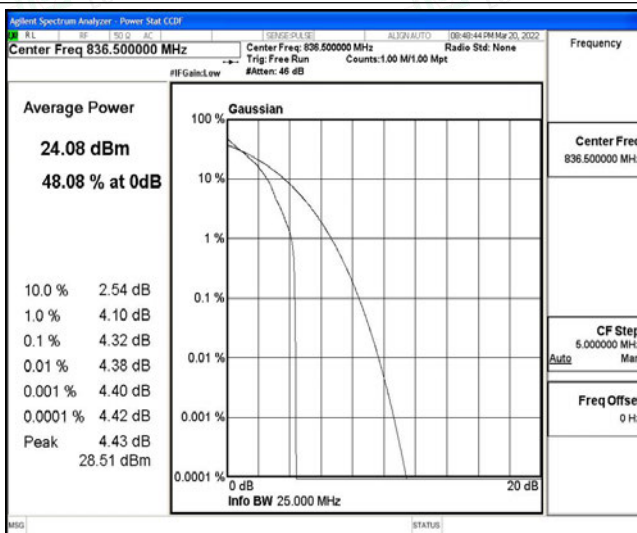 Agilent Spectrum Analyzer - Power Stat CCDF
RL RF 50 Ω AC SENSE:PULSE ALIGN AUTO 08:48:44 PM Mar 20, 2022
Center Freq 836.500000 MHz
Center Freq: 836.500000 MHz Radio Std: None
Trig: Free Run Counts:1.00 M/1.00 Mpt
#IFGain:Low #Atten: 46 dB
Frequency
Average Power
24.08 dBm
48.08 % at 0dB
10.0 % 2.54 dB
1.0 % 4.10 dB
0.1 % 4.32 dB
0.01 % 4.38 dB
0.001 % 4.40 dB
0.0001 % 4.42 dB
Peak 4.43 dB
28.51 dBm
Gaussian
100 %
10 %
1 %
0.1 %
0.01 %
0.001 %
0.0001 %
0 dB 20 dB
Info BW 25.000 MHz
Center Freq
836.500000 MHz
CF Step
5.000000 MHz
Auto Man
Freq Offset
0 Hz
MSG STATUS